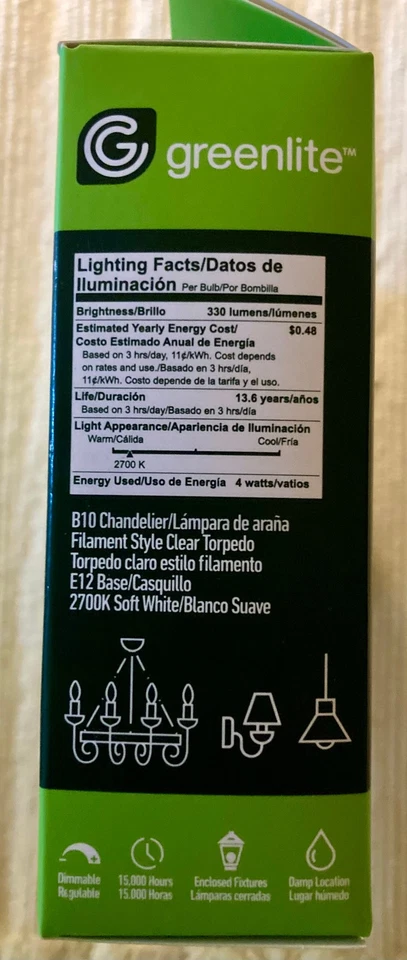 G greenlite™
Lighting Facts/Datos de
Iluminación Per Bulb/Por Bombilla
Brightness/Brillo 330 lumens/lúmenes
Estimated Yearly Energy Cost/ $0.48
Costo Estimado Anual de Energía
Based on 3 hrs/day, 11¢/kWh. Cost depends
on rates and use./Basado en 3 hrs/día,
11¢/kWh. Costo depende de la tarifa y el uso.
Life/Duración 13.6 years/años
Based on 3 hrs/day/Basado en 3 hrs/día
Light Appearance/Apariencia de Iluminación
Warm/Cálida Cool/Fría
2700 K
Energy Used/Uso de Energía 4 watts/vatios
B10 Chandelier/Lámpara de araña
Filament Style Clear Torpedo
Torpedo claro estilo filamento
E12 Base/Casquillo
2700K Soft White/Blanco Suave
Dimmable 15,000 Hours Enclosed Fixtures Damp Location
Regulable 15.000 Horas Lámparas cerradas Lugar húmedo